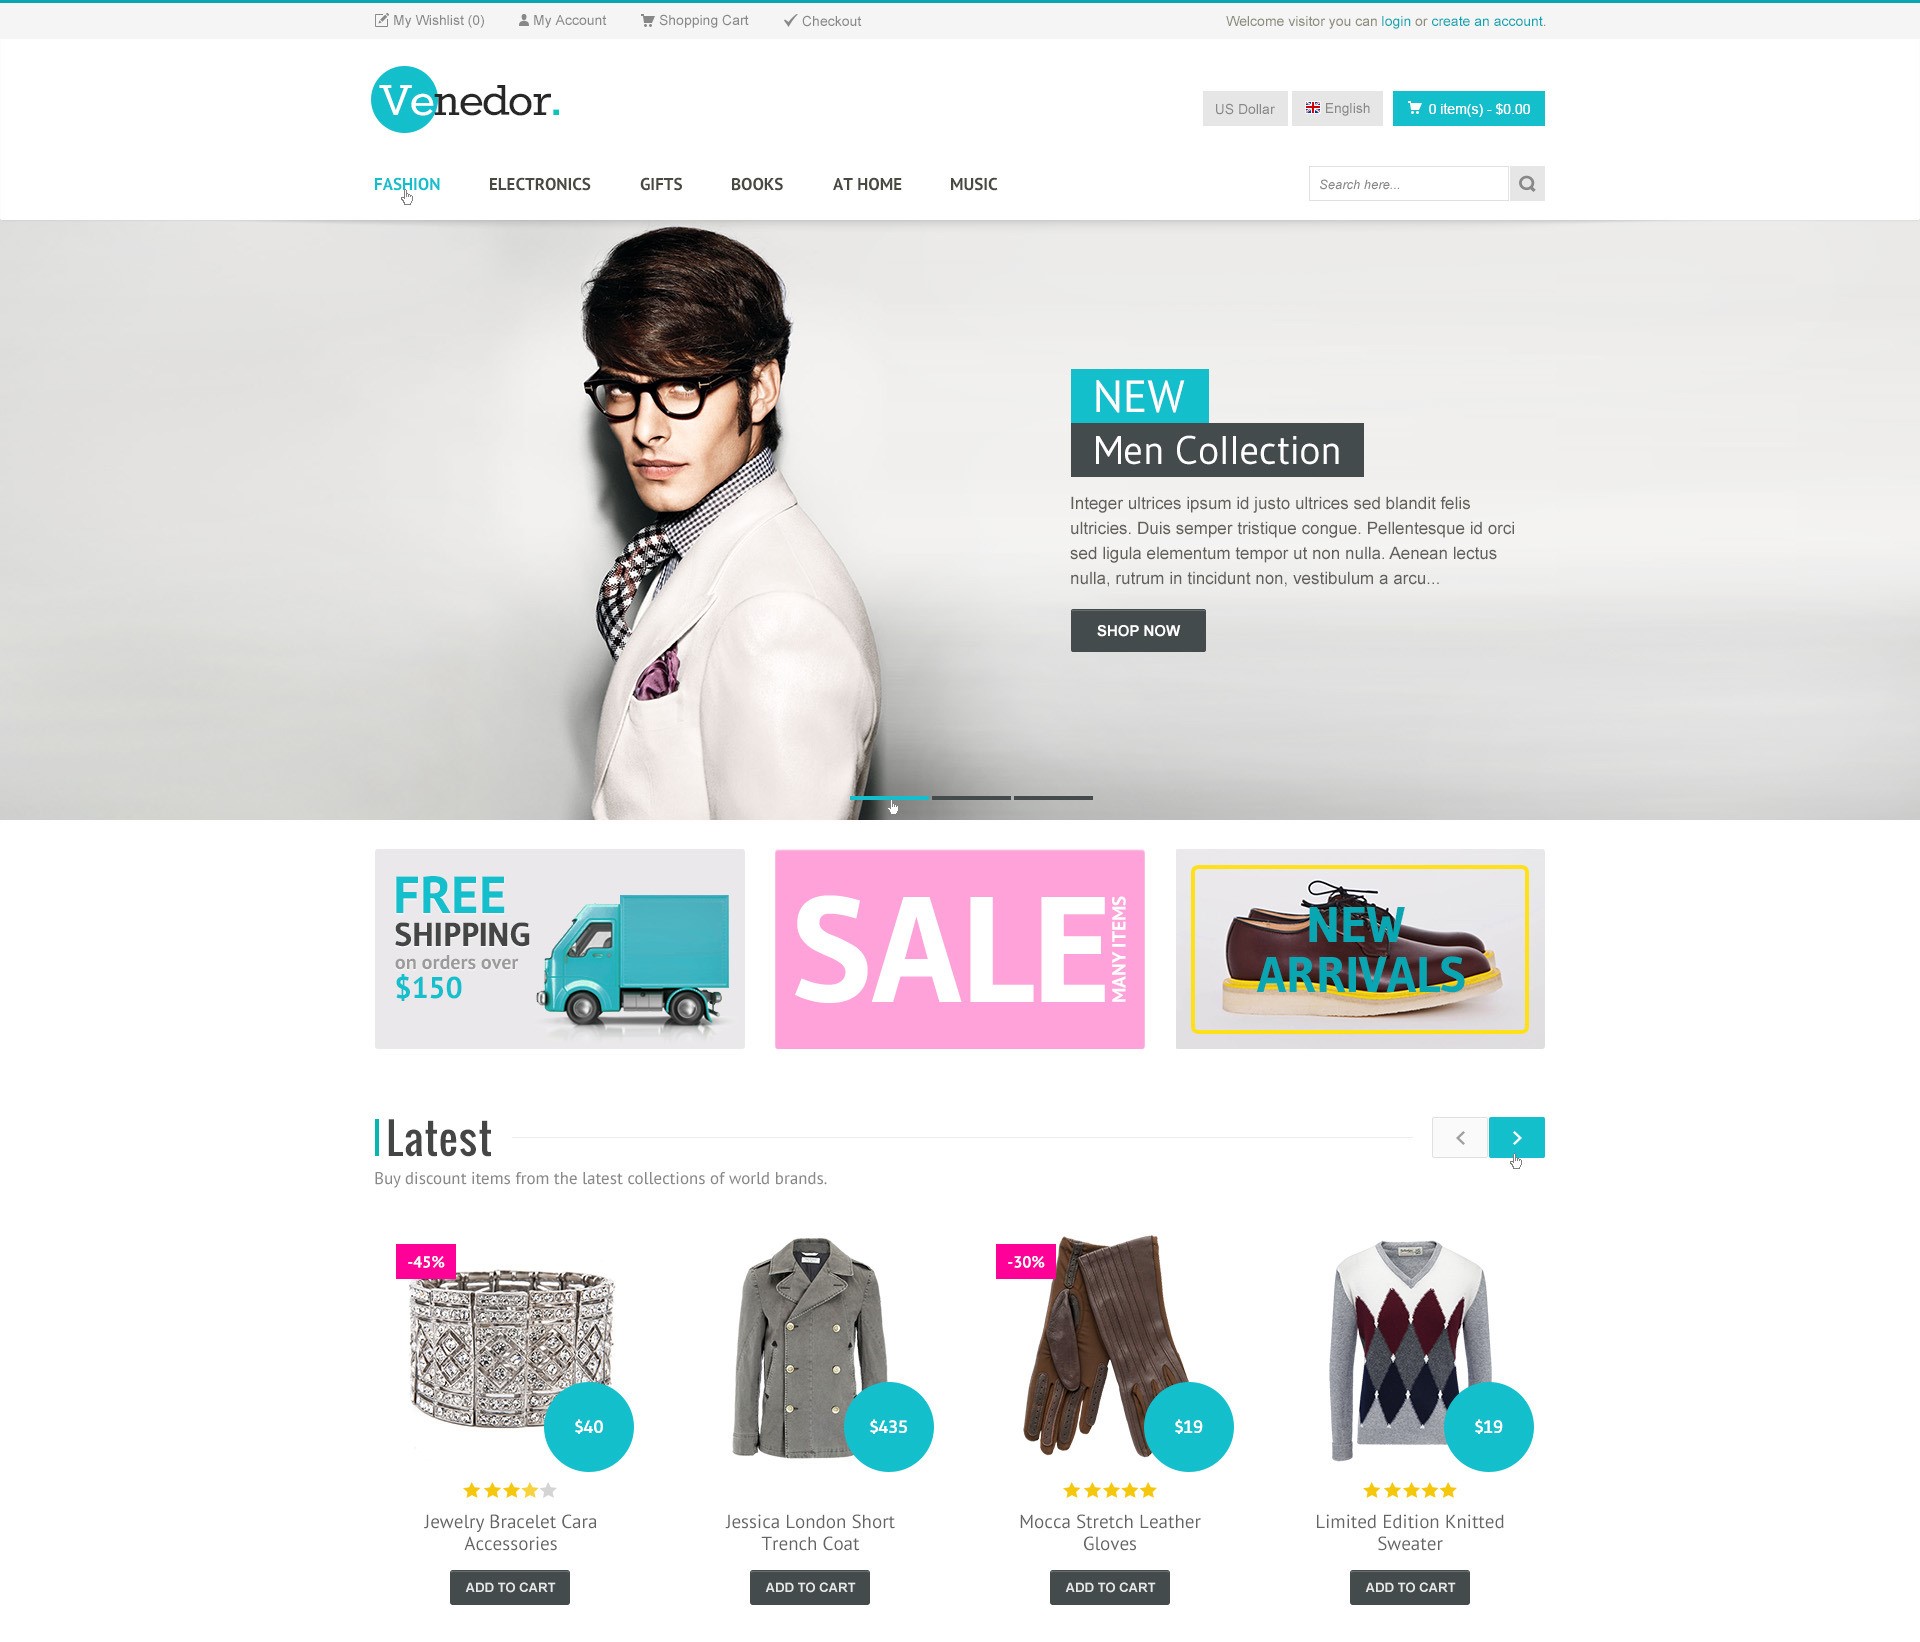 My Wishlist (0) My Account Shopping Cart Checkout Welcome visitor you can login or create an account.
Venedor.
US Dollar English 0 item(s) - $0.00
FASHION ELECTRONICS GIFTS BOOKS AT HOME MUSIC Search here...
NEW
Men Collection
Integer ultrices ipsum id justo ultrices sed blandit felis
ultricies. Duis semper tristique congue. Pellentesque id orci
sed ligula elementum tempor ut non nulla. Aenean lectus
nulla, rutrum in tincidunt non, vestibulum a arcu...
SHOP NOW
FREE
SHIPPING
on orders over
$150
SALE
MANY ITEMS
NEW
ARRIVALS
Latest
Buy discount items from the latest collections of world brands.
-45%
$40
Jewelry Bracelet Cara
Accessories
ADD TO CART
$435
Jessica London Short
Trench Coat
ADD TO CART
-30%
$19
Mocca Stretch Leather
Gloves
ADD TO CART
$19
Limited Edition Knitted
Sweater
ADD TO CART